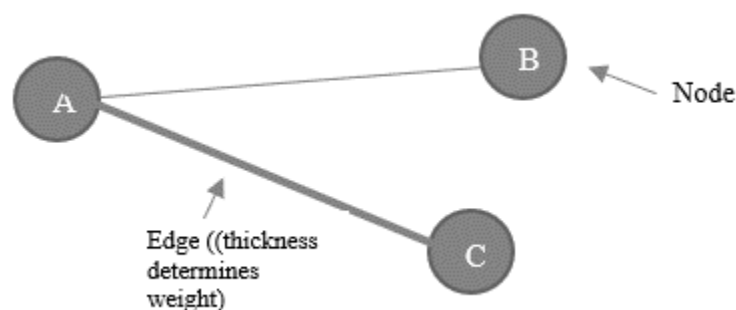 A
B
Node
Edge ((thickness
determines
weight)
C